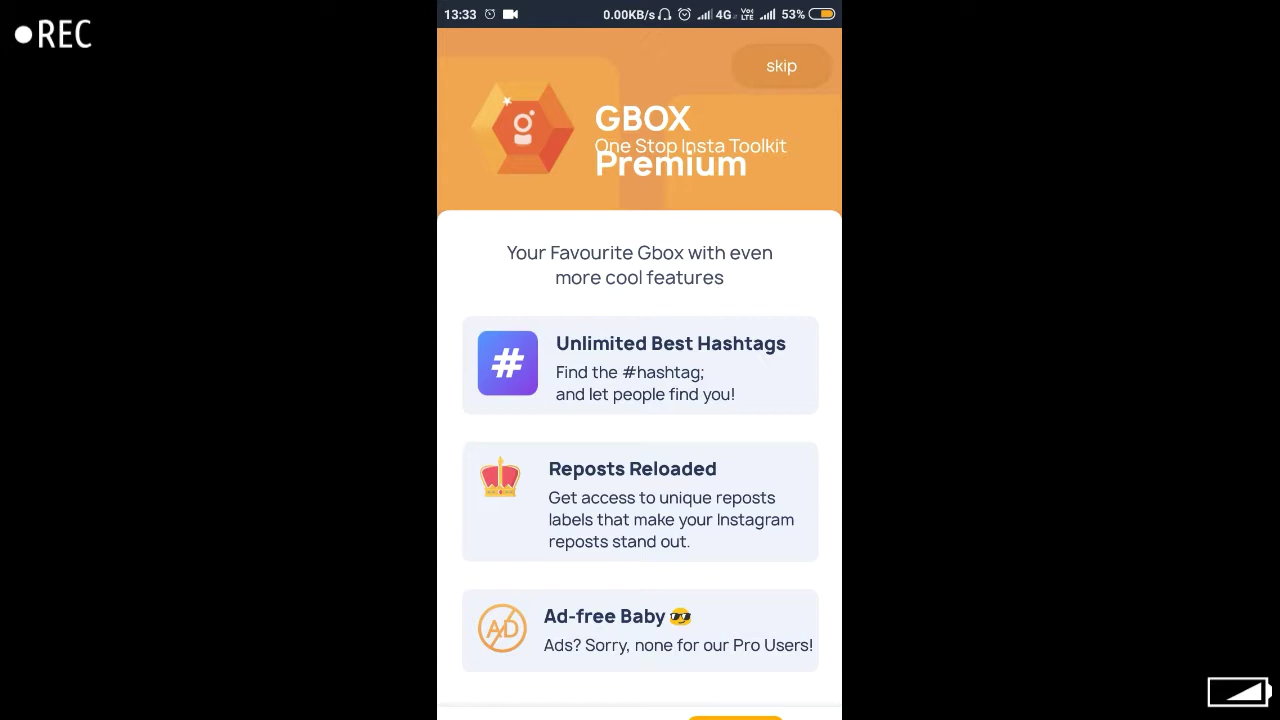 REC
13:33 0.00KB/s 4G Vo LTE 53%
skip
GBOX
One Stop Insta Toolkit
Premium
Your Favourite Gbox with even
more cool features
#
Unlimited Best Hashtags
Find the #hashtag;
and let people find you!
Reposts Reloaded
Get access to unique reposts
labels that make your Instagram
reposts stand out.
AD
Ad-free Baby 😎
Ads? Sorry, none for our Pro Users!